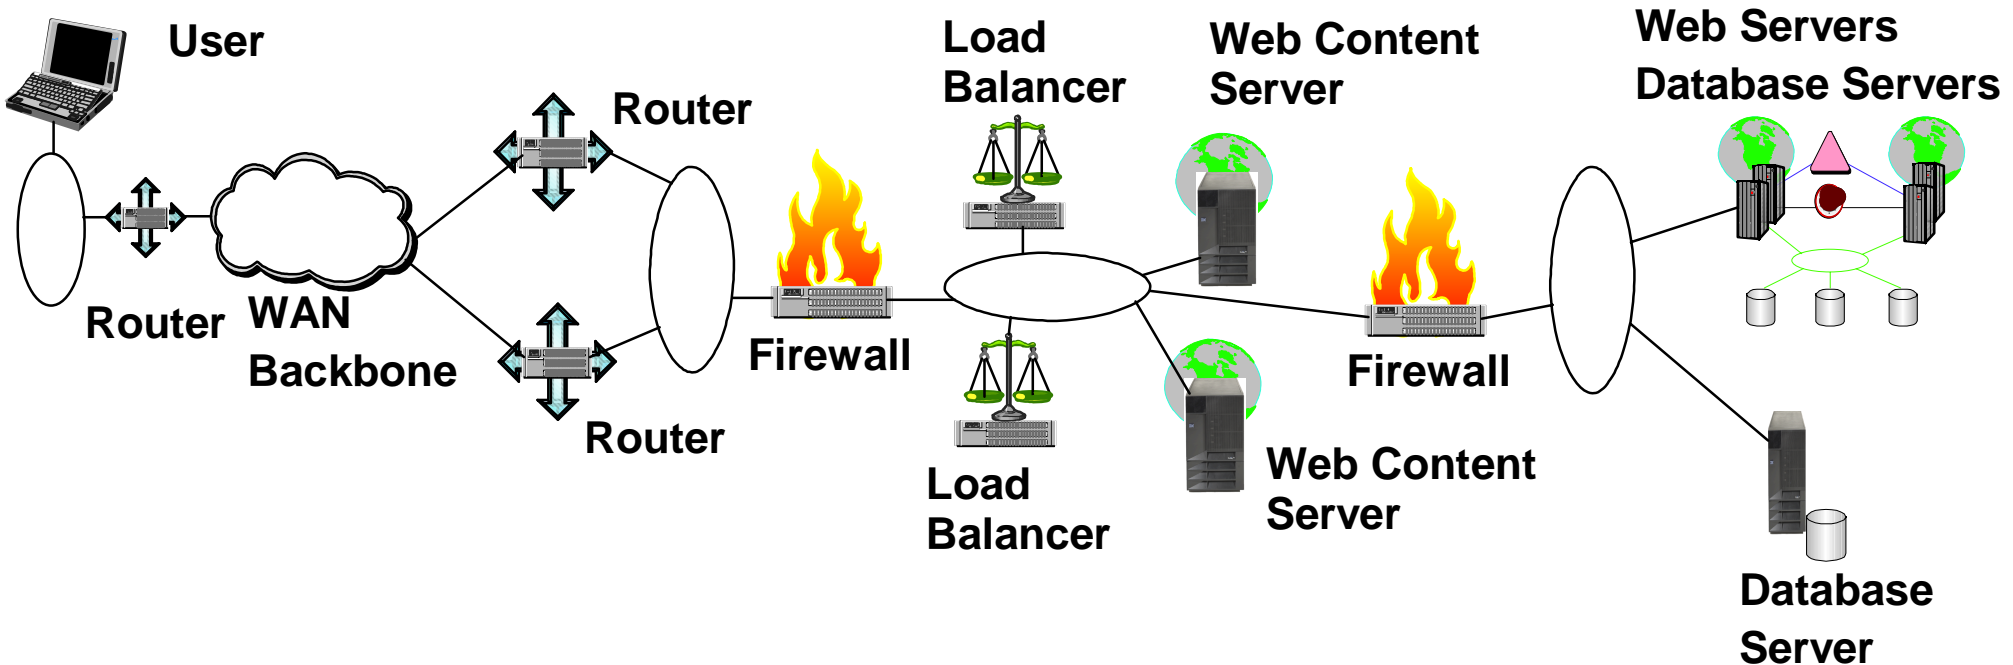 User
Router
WAN
Backbone
Router
Router
Firewall
Load
Balancer
Load
Balancer
Web Content
Server
Web Content
Server
Firewall
Web Servers
Database Servers
Database
Server